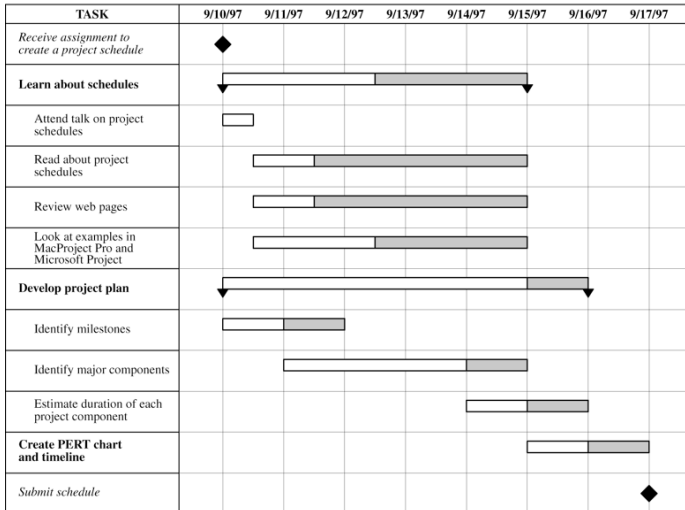 TASK 9/10/97 9/11/97 9/12/97 9/13/97 9/14/97 9/15/97 9/16/97 9/17/97
Receive assignment to
create a project schedule
Learn about schedules
Attend talk on project
schedules
Read about project
schedules
Review web pages
Look at examples in
MacProject Pro and
Microsoft Project
Develop project plan
Identify milestones
Identify major components
Estimate duration of each
project component
Create PERT chart
and timeline
Submit schedule